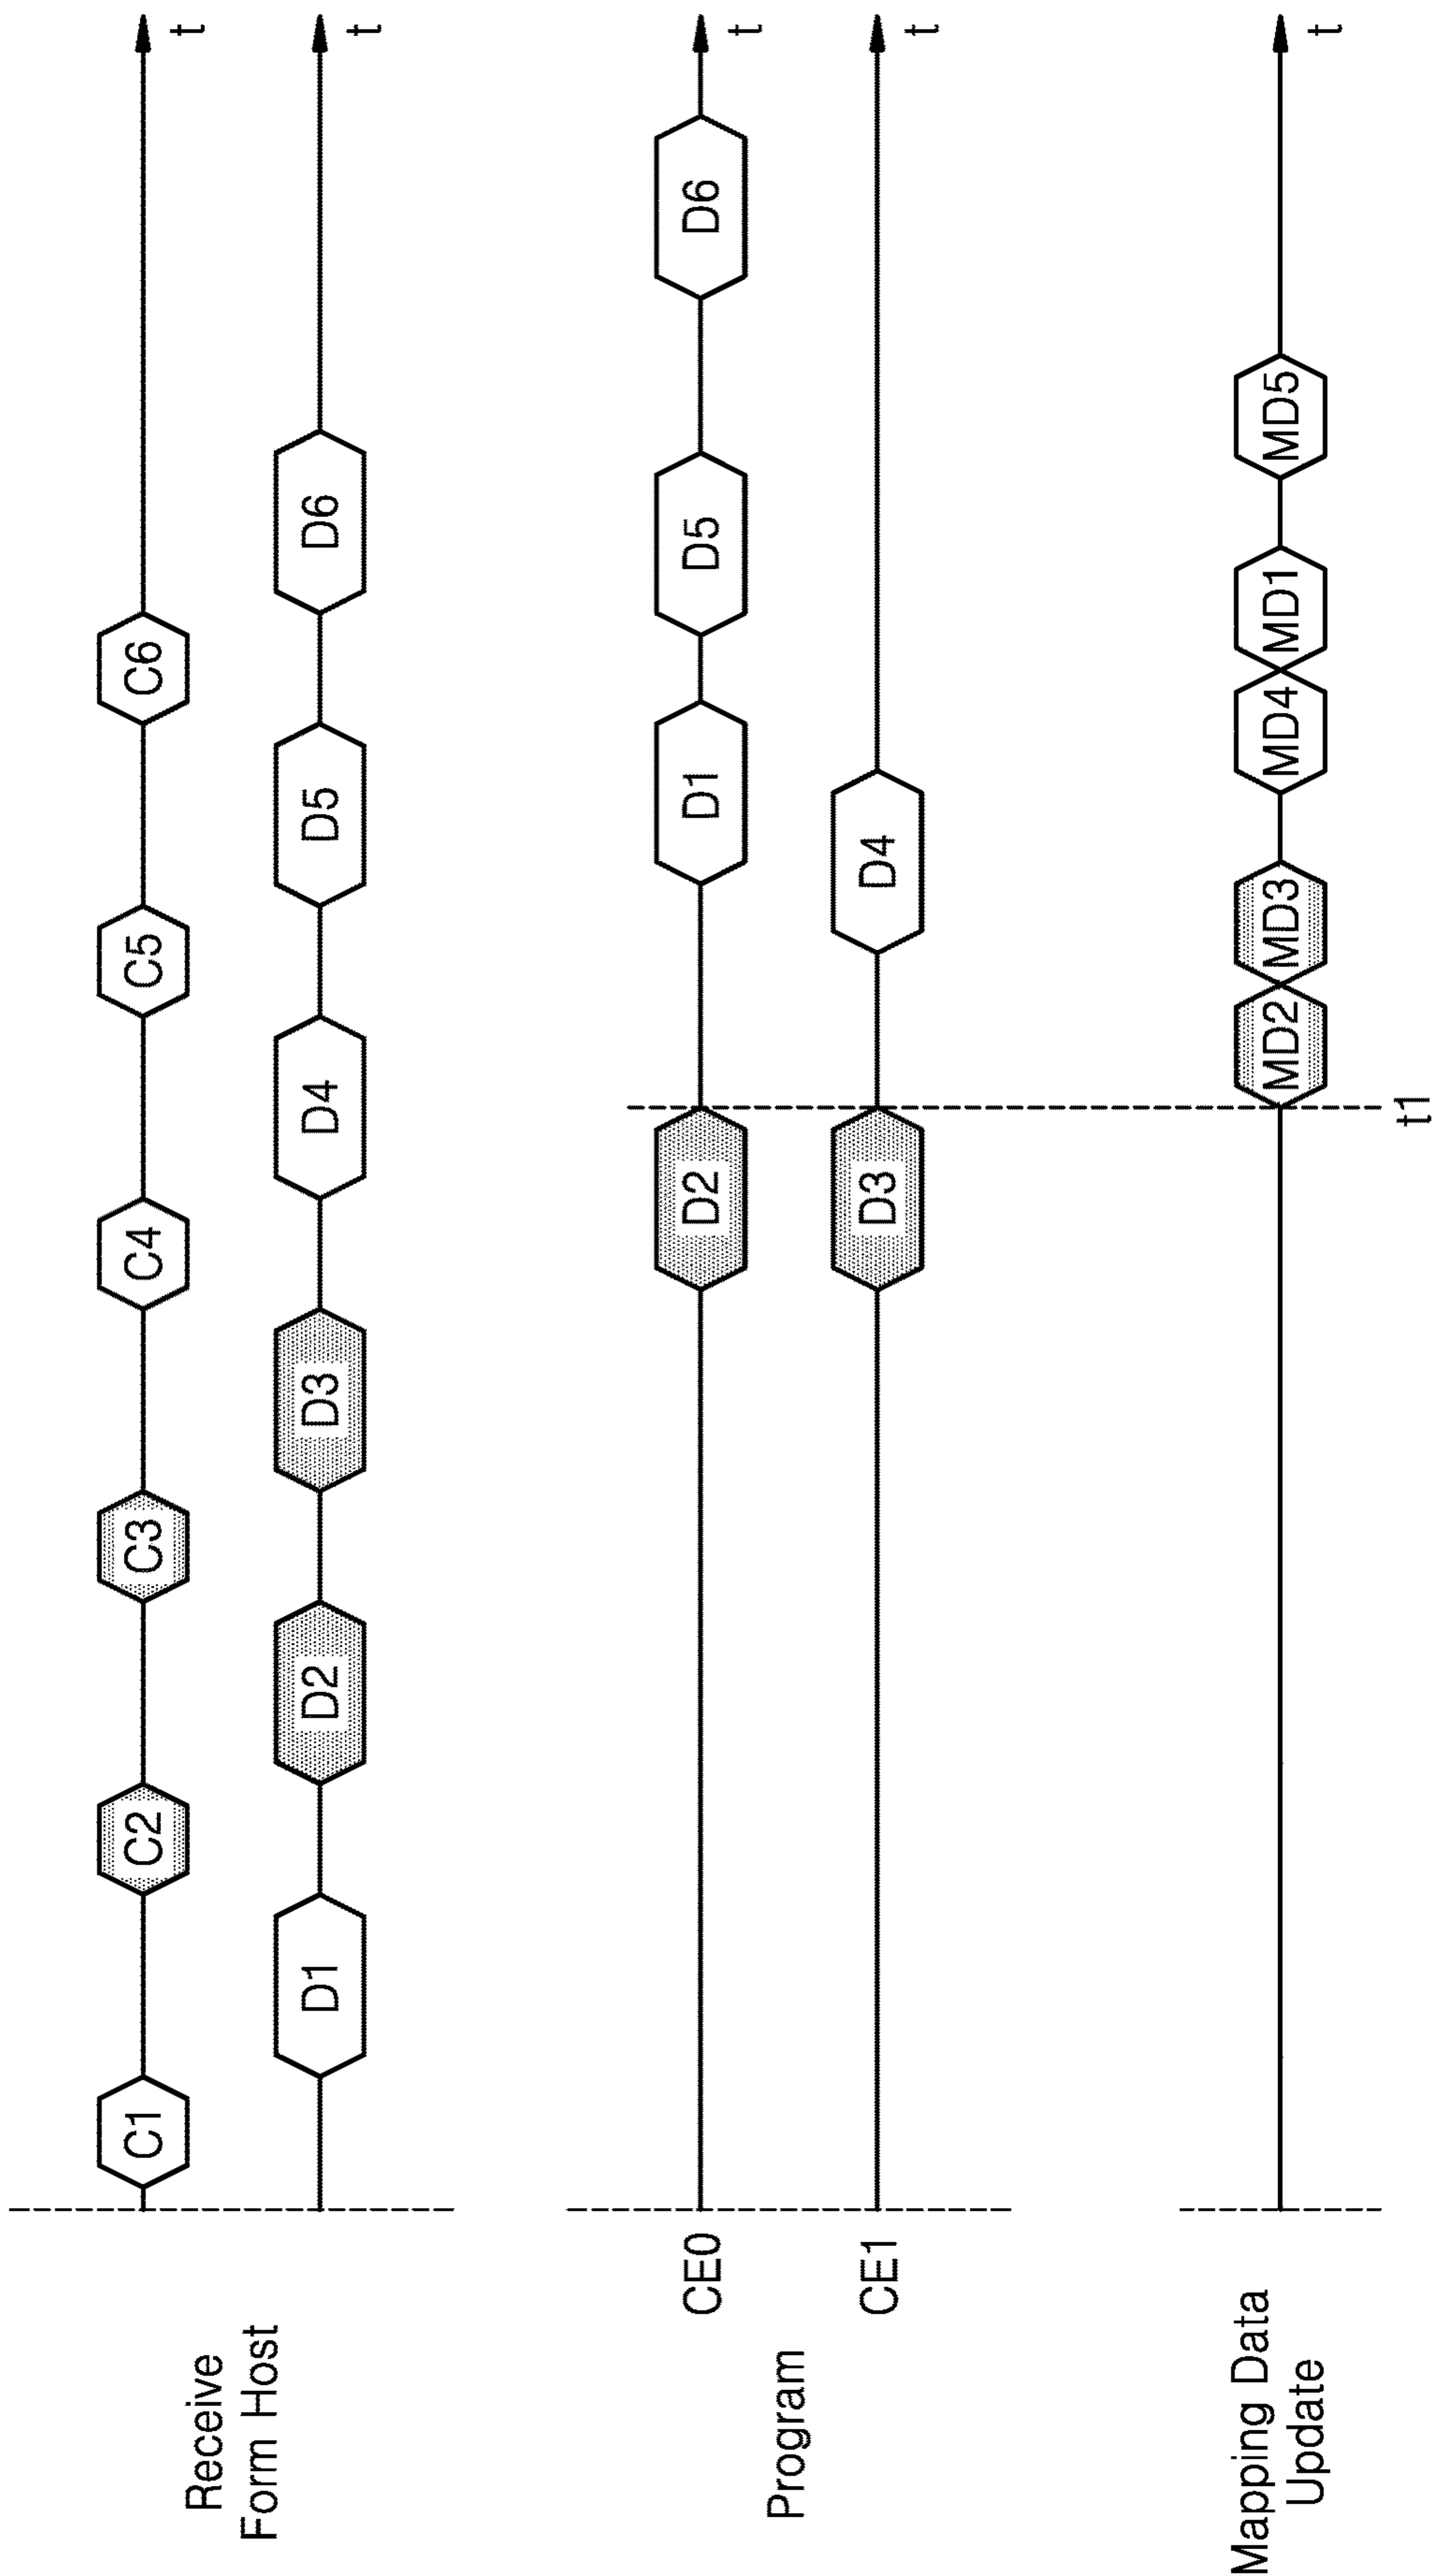 Receive
Form Host
C1 C2 C3 C4 C5 C6 t
D1 D2 D3 D4 D5 D6 t
Program
CE0 D2 D1 D5 D6 t
CE1 D3 D4 t
t1
Mapping Data
Update
MD2 MD3 MD4 MD1 MD5 t